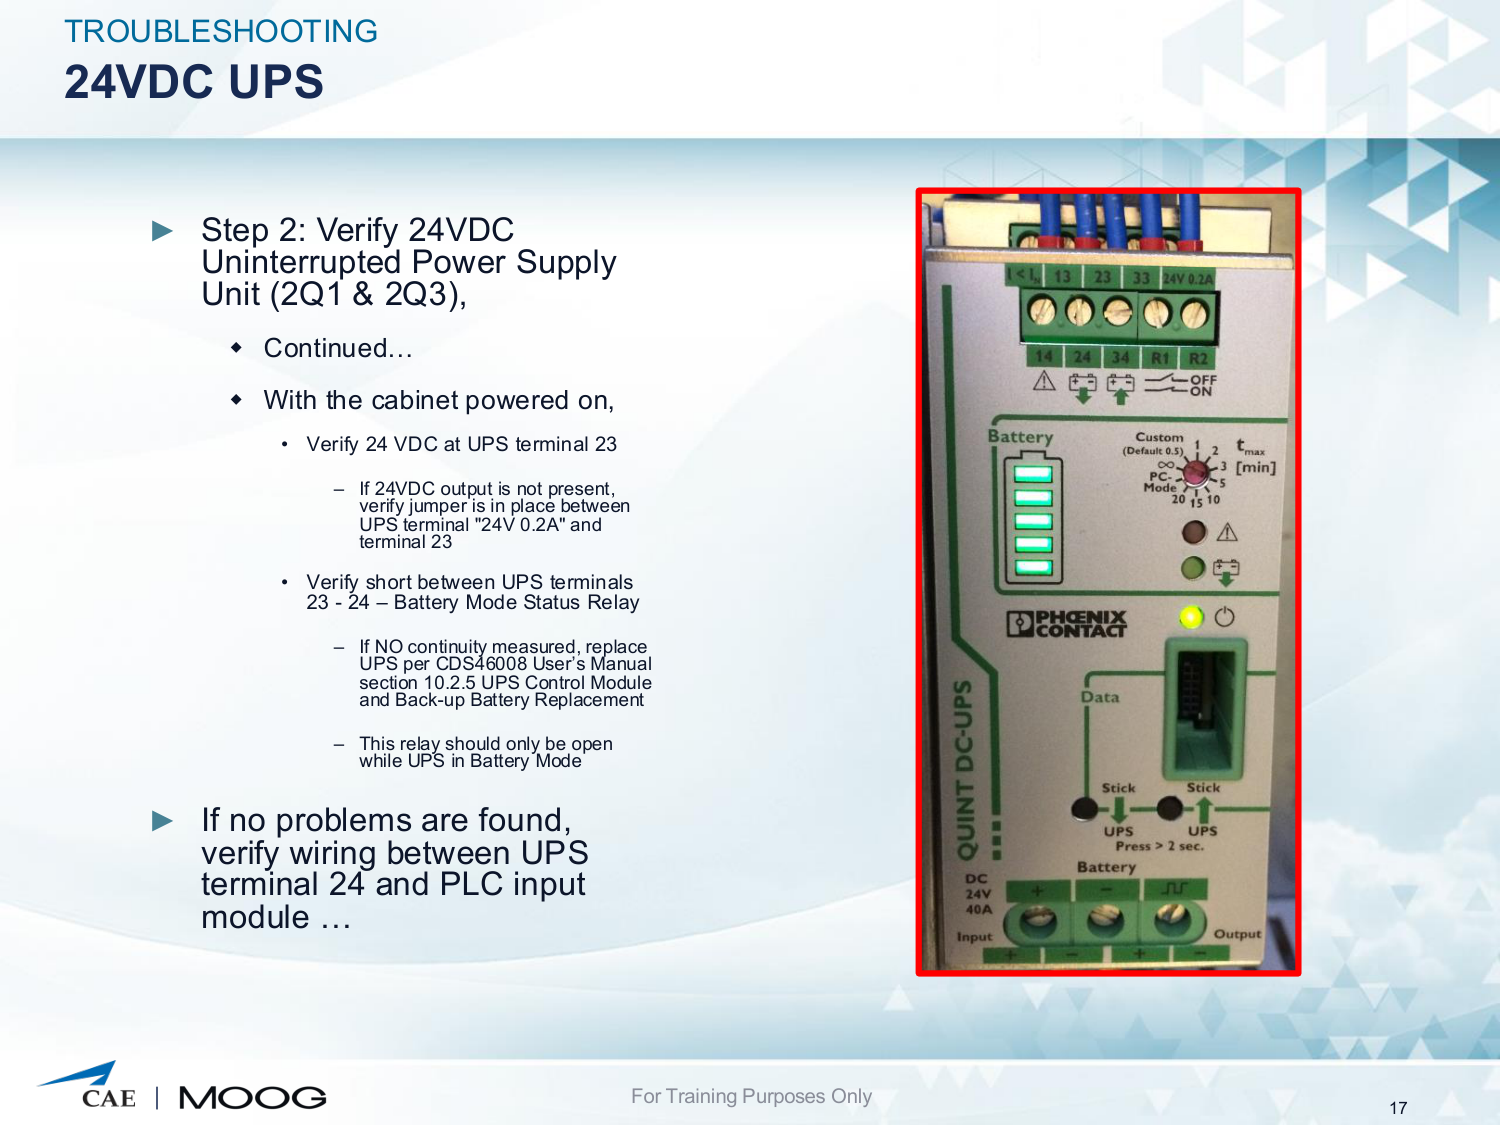 TROUBLESHOOTING
24VDC UPS
► Step 2: Verify 24VDC
Uninterrupted Power Supply
Unit (2Q1 & 2Q3),
◆ Continued…
◆ With the cabinet powered on,
• Verify 24 VDC at UPS terminal 23
– If 24VDC output is not present,
verify jumper is in place between
UPS terminal "24V 0.2A" and
terminal 23
• Verify short between UPS terminals
23 - 24 – Battery Mode Status Relay
– If NO continuity measured, replace
UPS per CDS46008 User's Manual
section 10.2.5 UPS Control Module
and Back-up Battery Replacement
– This relay should only be open
while UPS in Battery Mode
► If no problems are found,
verify wiring between UPS
terminal 24 and PLC input
module …
I < IN 13 23 33 24V 0.2A
14 24 34 R1 R2
OFF
ON
Battery
Custom
(Default 0.5)
1 2 3 5 10 15 20
∞
PC-
Mode
tmax
[min]
PHŒNIX
CONTACT
Data
QUINT DC-UPS
Stick Stick
UPS UPS
Press > 2 sec.
Battery
DC
24V
40A
+ −
Input Output
+ − + −
CAE | MOOG
For Training Purposes Only
17